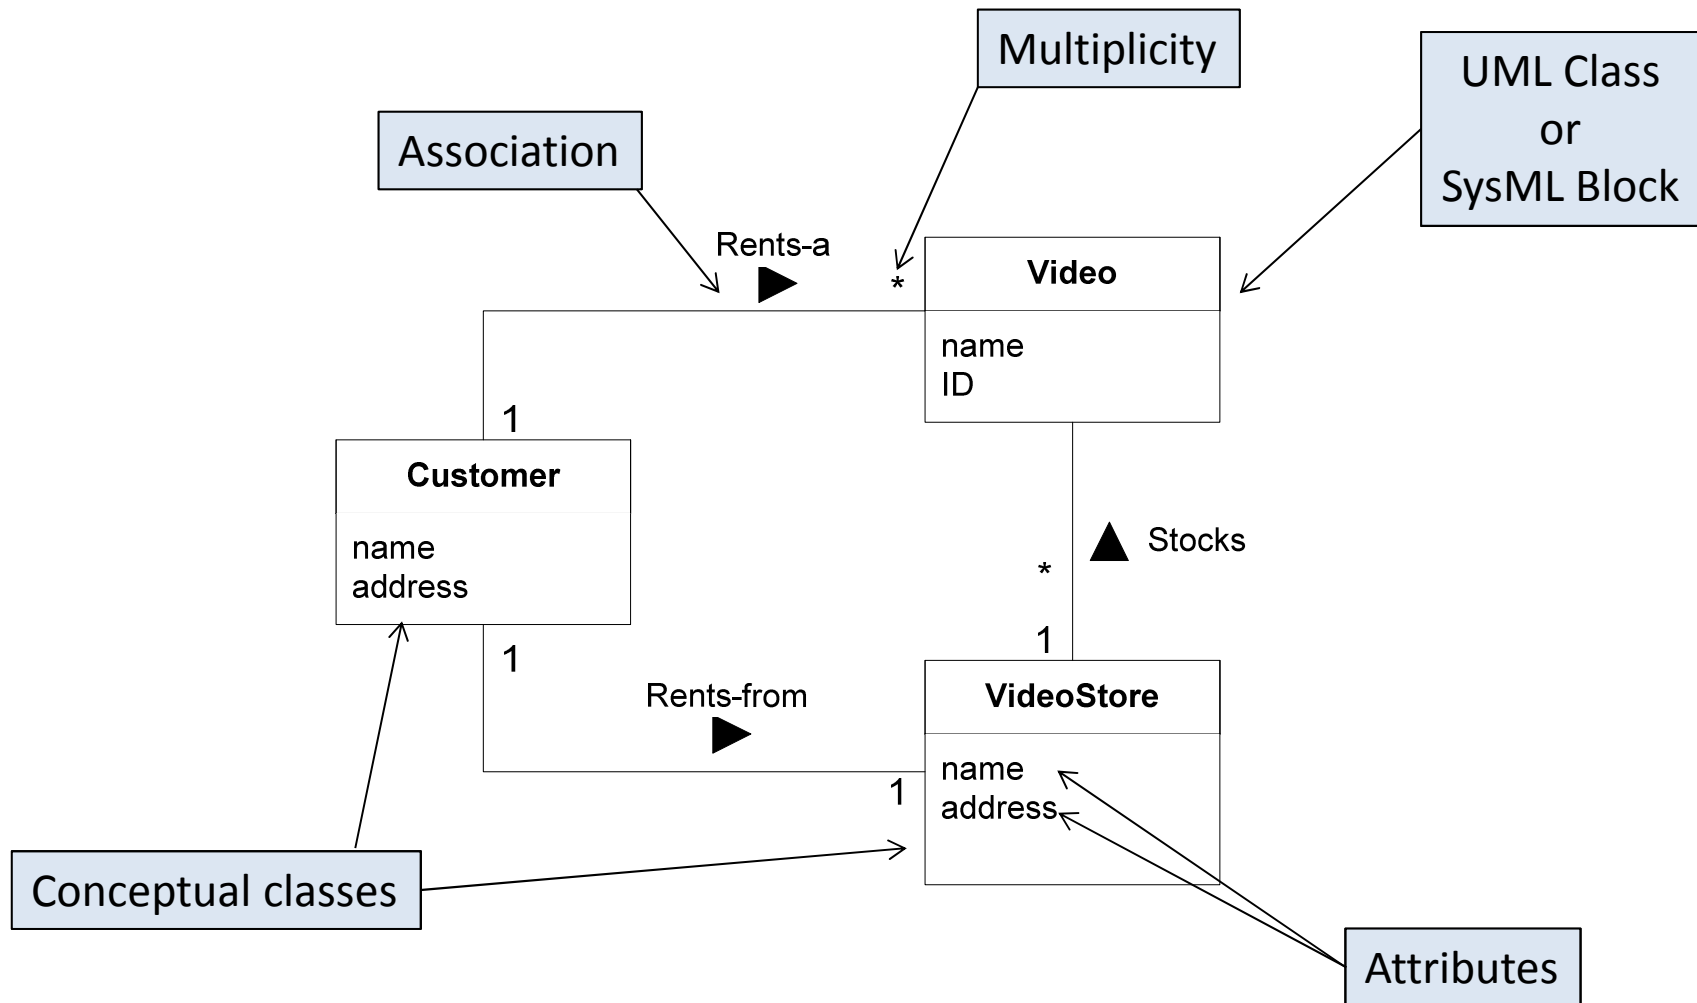 Multiplicity
UML Class
or
SysML Block
Association
Rents-a
*
Video
name
ID
1
Customer
name
address
Stocks
*
1
1
Rents-from
VideoStore
name
address
1
Conceptual classes
Attributes